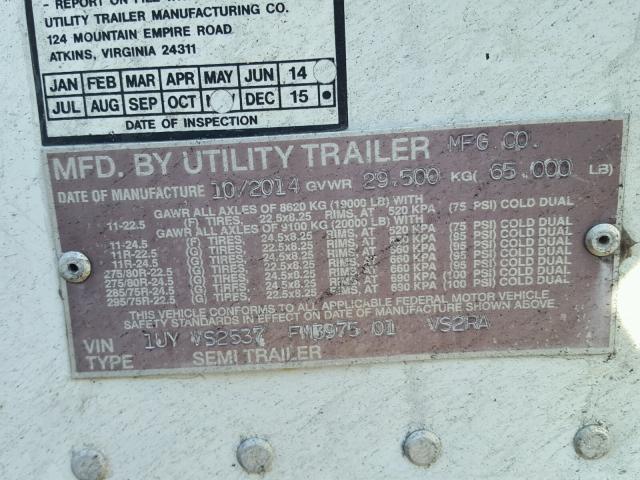 - REPORT ON FILE
UTILITY TRAILER MANUFACTURING CO.
124 MOUNTAIN EMPIRE ROAD
ATKINS, VIRGINIA 24311
JAN FEB MAR APR MAY JUN 14
JUL AUG SEP OCT DEC 15
DATE OF INSPECTION
MFD. BY UTILITY TRAILER MFG CO.
DATE OF MANUFACTURE 10/2014 GVWR 29,500 KG( 65,000 LB)
GAWR ALL AXLES OF 8620 KG (19000 LB) WITH
11-22.5 (F) TIRES, 22.5x8.25 RIMS, AT 520 KPA (75 PSI) COLD DUAL
GAWR ALL AXLES OF 9100 KG (20000 LB) WITH
11-24.5 (F) TIRES, 24.5x8.25 RIMS, AT 520 KPA (75 PSI) COLD DUAL
11R-22.5 TIRES, 22.5x8.25 RIMS, AT KPA PSI) COLD DUAL
11R-24.5 TIRES, 24.5x8.25 RIMS, AT 660 KPA (95 PSI) COLD DUAL
275/80R-22.5 (G) TIRES, 22.5x8.25 RIMS, AT 660 KPA (95 PSI) COLD DUAL
275/80R-24.5 (G) TIRES, 24.5x8.25 RIMS, AT 660 KPA (95 PSI) COLD DUAL
285/75R-24.5 (G) TIRES, 24.5x8.25 RIMS, AT KPA (100 PSI) COLD DUAL
295/75R-22.5 (G) TIRES, 22.5x8.25 RIMS, AT 690 KPA (100 PSI) COLD DUAL
THIS VEHICLE CONFORMS TO ALL APPLICABLE FEDERAL MOTOR VEHICLE
SAFETY STANDARDS IN EFFECT ON DATE OF MANUFACTURE SHOWN ABOVE.
VIN 1UY VS2537 01 VS2RA
TYPE SEMI TRAILER